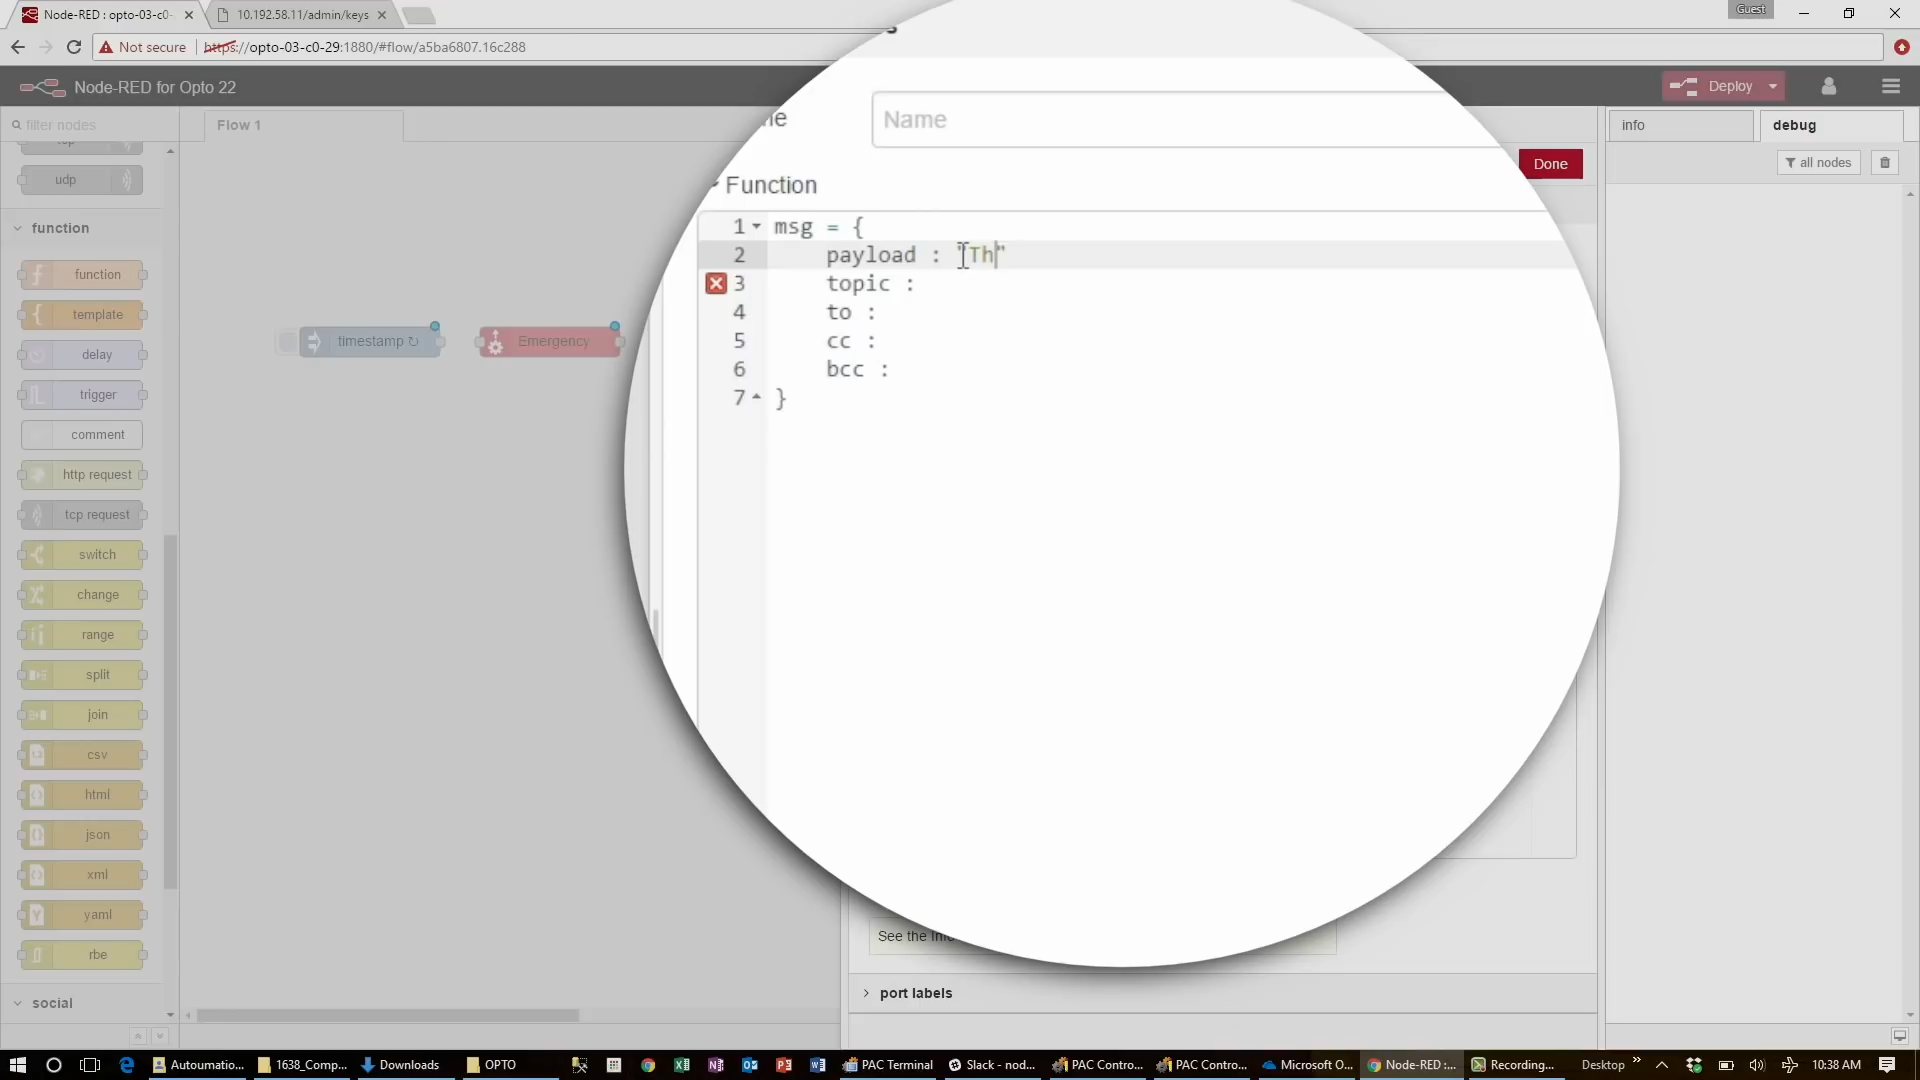 Node-RED : opto-03-c0-
10.192.58.11/admin/keys
Guest
Not secure
https://opto-03-c0-29:1880/#flow/a5ba6807.16c288
Node-RED for Opto 22
Deploy
filter nodes
Flow 1
info
debug
Name
Done
all nodes
udp
Function
function
1 msg = {
2 payload : "Th"
3 topic :
4 to :
5 cc :
6 bcc :
7 }
function
template
delay
trigger
comment
http request
tcp request
switch
change
range
split
join
csv
html
json
xml
yaml
rbe
social
timestamp ↻
Emergency
See the Info
port labels
Autoumatio...
1638_Comp...
Downloads
OPTO
PAC Terminal
Slack - nod...
PAC Contro...
PAC Contro...
Microsoft O...
Node-RED :...
Recording...
Desktop
10:38 AM